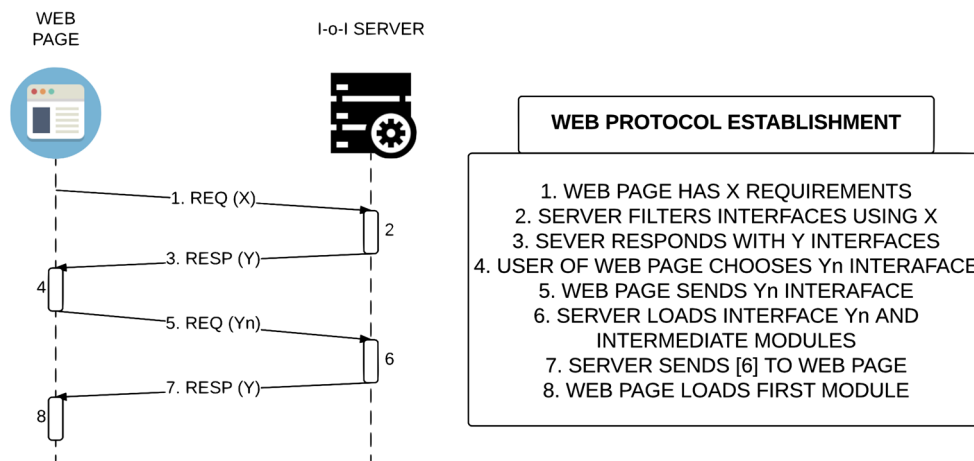 WEB
PAGE
I-o-I SERVER
1. REQ (X)
2
3. RESP (Y)
4
5. REQ (Yn)
6
7. RESP (Y)
8
WEB PROTOCOL ESTABLISHMENT
1. WEB PAGE HAS X REQUIREMENTS
2. SERVER FILTERS INTERFACES USING X
3. SEVER RESPONDS WITH Y INTERFACES
4. USER OF WEB PAGE CHOOSES Yn INTERAFACE
5. WEB PAGE SENDS Yn INTERAFACE
6. SERVER LOADS INTERFACE Yn AND
INTERMEDIATE MODULES
7. SERVER SENDS [6] TO WEB PAGE
8. WEB PAGE LOADS FIRST MODULE